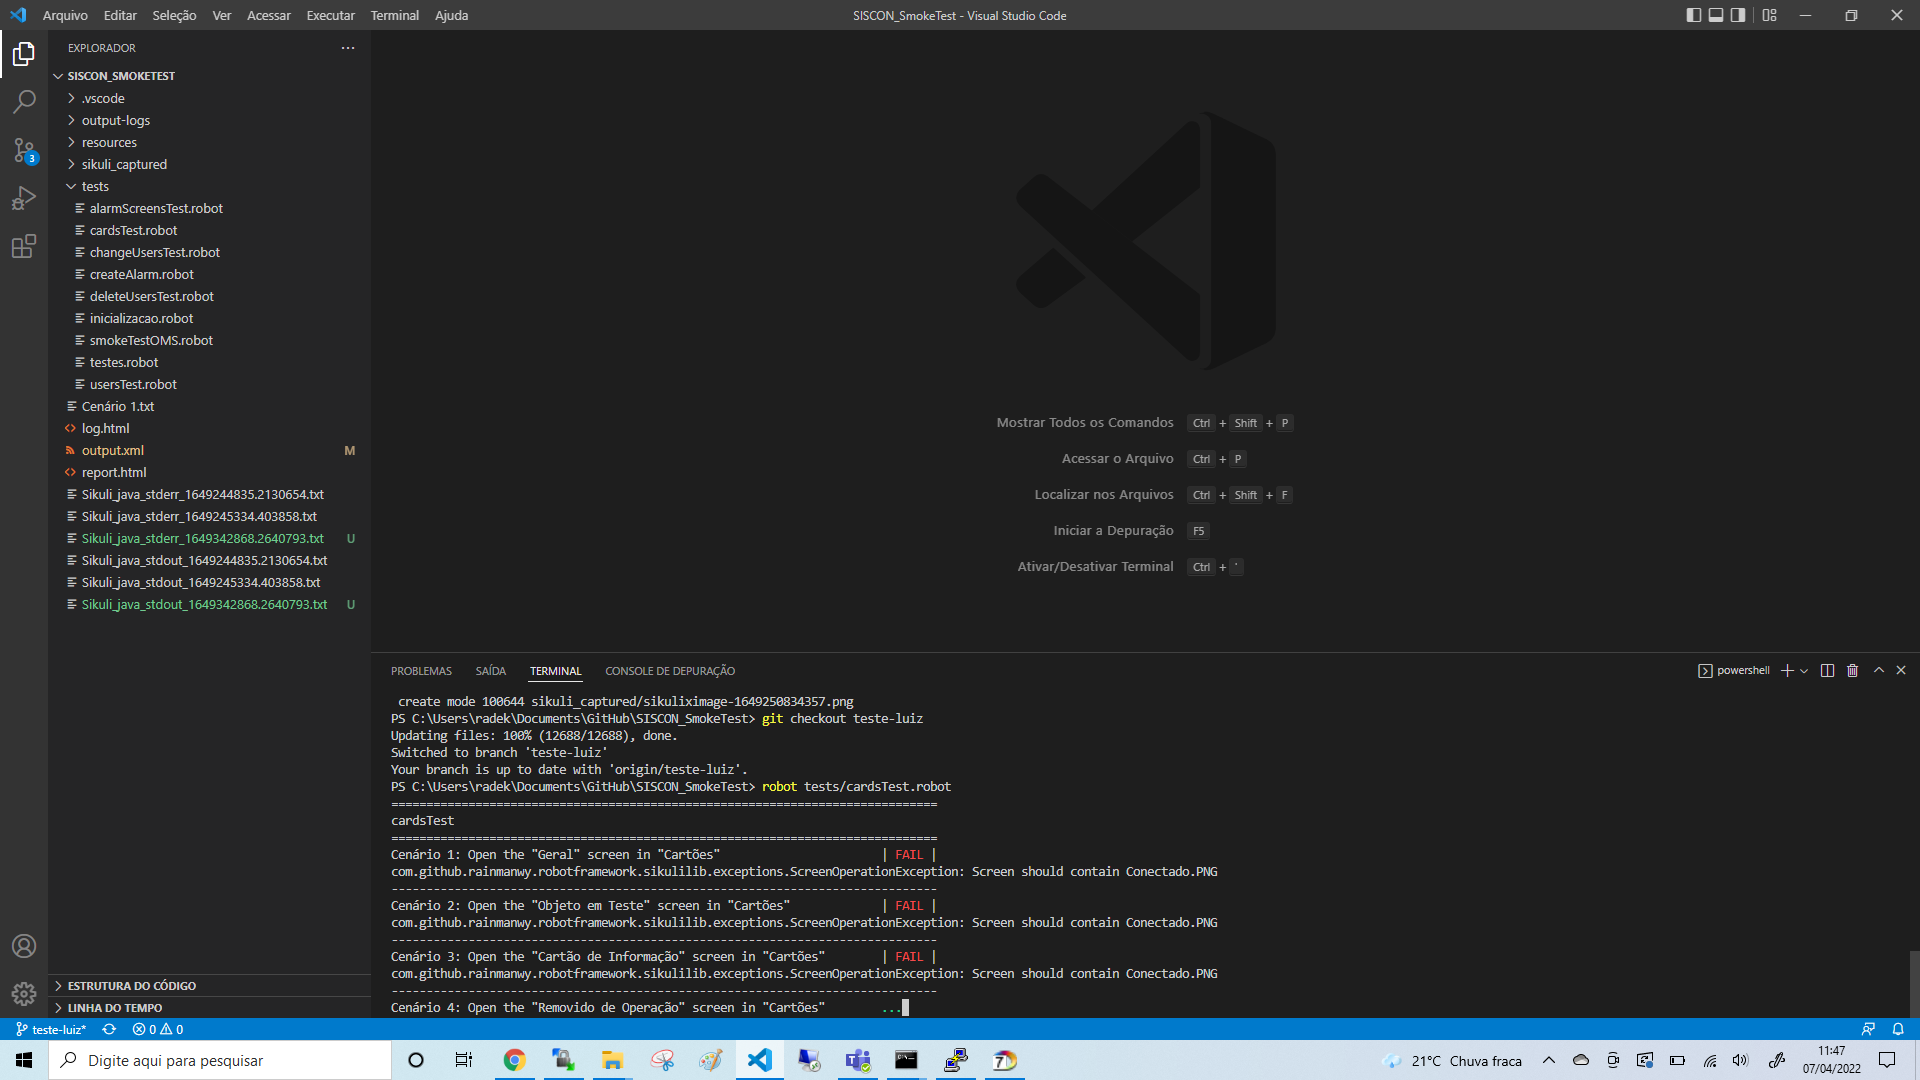 Arquivo Editar Seleção Ver Acessar Executar Terminal Ajuda
SISCON_SmokeTest - Visual Studio Code
EXPLORADOR
SISCON_SMOKETEST
.vscode
output-logs
resources
sikuli_captured
tests
alarmScreensTest.robot
cardsTest.robot
changeUsersTest.robot
createAlarm.robot
deleteUsersTest.robot
inicializacao.robot
smokeTestOMS.robot
testes.robot
usersTest.robot
Cenário 1.txt
log.html
output.xml M
report.html
Sikuli_java_stderr_1649244835.2130654.txt
Sikuli_java_stderr_1649245334.403858.txt
Sikuli_java_stderr_1649342868.2640793.txt U
Sikuli_java_stdout_1649244835.2130654.txt
Sikuli_java_stdout_1649245334.403858.txt
Sikuli_java_stdout_1649342868.2640793.txt U
ESTRUTURA DO CÓDIGO
LINHA DO TEMPO
3
Mostrar Todos os Comandos Ctrl + Shift + P
Acessar o Arquivo Ctrl + P
Localizar nos Arquivos Ctrl + Shift + F
Iniciar a Depuração F5
Ativar/Desativar Terminal Ctrl + '
PROBLEMAS SAÍDA TERMINAL CONSOLE DE DEPURAÇÃO
powershell
create mode 100644 sikuli_captured/sikuliximage-1649250834357.png
PS C:\Users\radek\Documents\GitHub\SISCON_SmokeTest> git checkout teste-luiz
Updating files: 100% (12688/12688), done.
Switched to branch 'teste-luiz'
Your branch is up to date with 'origin/teste-luiz'.
PS C:\Users\radek\Documents\GitHub\SISCON_SmokeTest> robot tests/cardsTest.robot
==============================================================================
cardsTest
==============================================================================
Cenário 1: Open the "Geral" screen in "Cartões" | FAIL |
com.github.rainmanwy.robotframework.sikulilib.exceptions.ScreenOperationException: Screen should contain Conectado.PNG
------------------------------------------------------------------------------
Cenário 2: Open the "Objeto em Teste" screen in "Cartões" | FAIL |
com.github.rainmanwy.robotframework.sikulilib.exceptions.ScreenOperationException: Screen should contain Conectado.PNG
------------------------------------------------------------------------------
Cenário 3: Open the "Cartão de Informação" screen in "Cartões" | FAIL |
com.github.rainmanwy.robotframework.sikulilib.exceptions.ScreenOperationException: Screen should contain Conectado.PNG
------------------------------------------------------------------------------
Cenário 4: Open the "Removido de Operação" screen in "Cartões" ...
teste-luiz* 0 0
Digite aqui para pesquisar
7
21°C Chuva fraca
11:47
07/04/2022